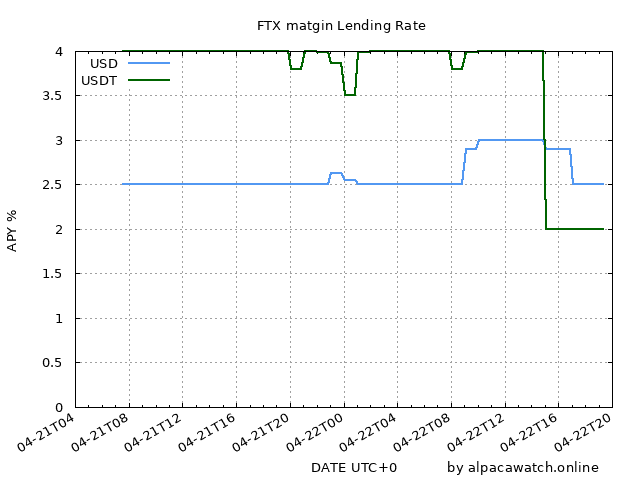 FTX matgin Lending Rate
USD
USDT
4
3.5
3
2.5
2
1.5
1
0.5
0
APY %
04-21T04
04-21T08
04-21T12
04-21T16
04-21T20
04-22T00
04-22T04
04-22T08
04-22T12
04-22T16
04-22T20
DATE UTC+0
by alpacawatch.online